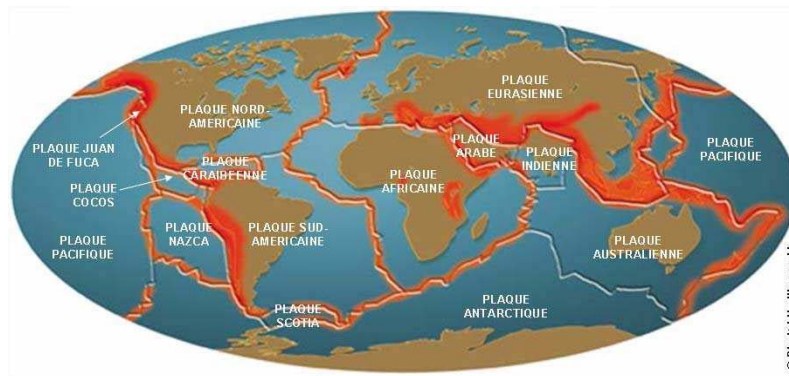 PLAQUE
EURASIENNE
PLAQUE NORD-
AMERICAINE
PLAQUE JUAN
DE FUCA
PLAQUE
CARAIBEENNE
PLAQUE
COCOS
PLAQUE
ARABE
PLAQUE
INDIENNE
PLAQUE
PACIFIQUE
PLAQUE
AFRICAINE
PLAQUE
PACIFIQUE
PLAQUE
NAZCA
PLAQUE SUD-
AMERICAINE
PLAQUE
AUSTRALIENNE
PLAQUE
SCOTIA
PLAQUE
ANTARCTIQUE